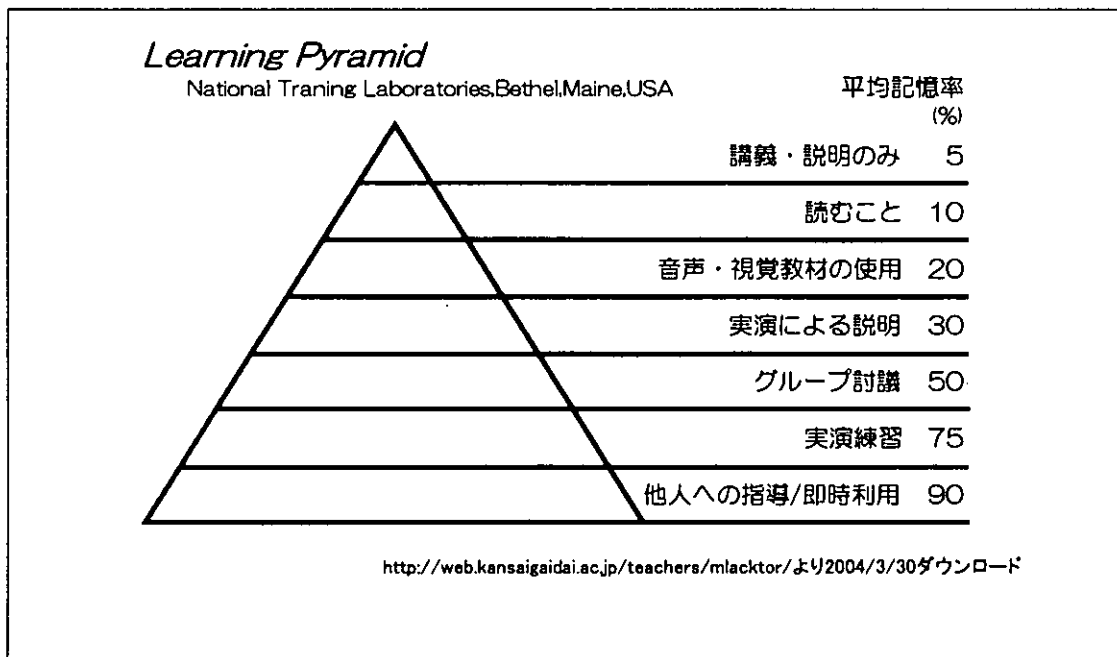 Learning Pyramid
National Traning Laboratories,Bethel,Maine,USA
平均記憶率
(%)
講義・説明のみ 5
読むこと 10
音声・視覚教材の使用 20
実演による説明 30
グループ討議 50
実演練習 75
他人への指導/即時利用 90
http://web.kansaigaidai.ac.jp/teachers/mlacktor/より2004/3/30ダウンロード